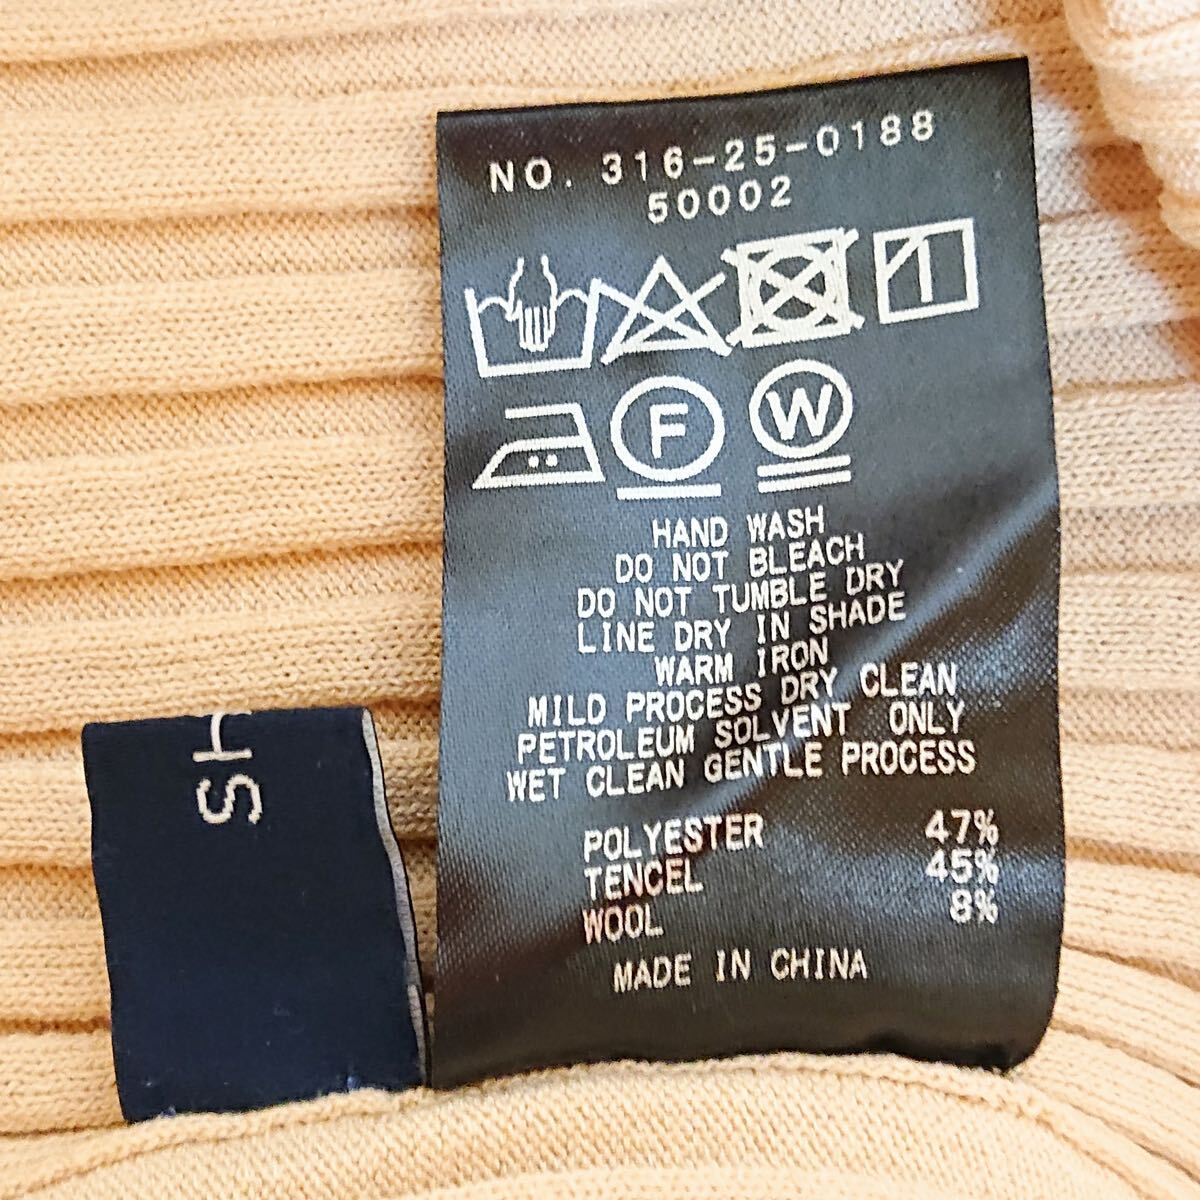 NO. 316-25-0188
50002
F
W
HAND WASH
DO NOT BLEACH
DO NOT TUMBLE DRY
LINE DRY IN SHADE
WARM IRON
MILD PROCESS DRY CLEAN
PETROLEUM SOLVENT ONLY
WET CLEAN GENTLE PROCESS
POLYESTER 47%
TENCEL 45%
WOOL 8%
MADE IN CHINA
SH